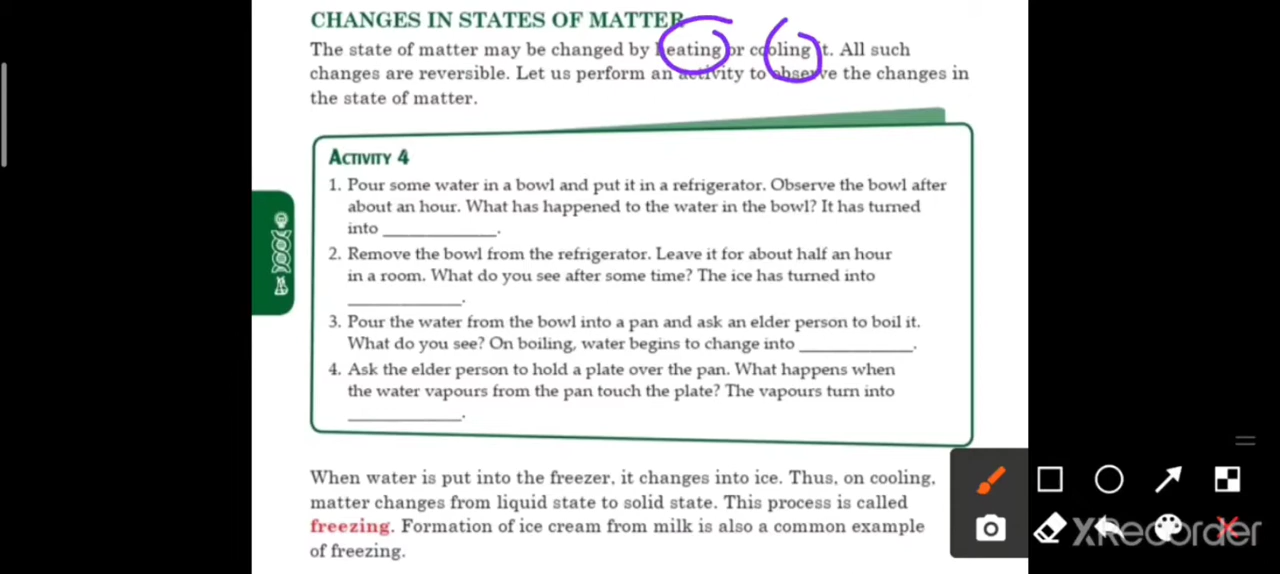 CHANGES IN STATES OF MATTER
The state of matter may be changed by heating or cooling it. All such
changes are reversible. Let us perform an activity to observe the changes in
the state of matter.
ACTIVITY 4
1. Pour some water in a bowl and put it in a refrigerator. Observe the bowl after
about an hour. What has happened to the water in the bowl? It has turned
into ____________.
2. Remove the bowl from the refrigerator. Leave it for about half an hour
in a room. What do you see after some time? The ice has turned into
____________.
3. Pour the water from the bowl into a pan and ask an elder person to boil it.
What do you see? On boiling, water begins to change into ____________.
4. Ask the elder person to hold a plate over the pan. What happens when
the water vapours from the pan touch the plate? The vapours turn into
____________.
When water is put into the freezer, it changes into ice. Thus, on cooling,
matter changes from liquid state to solid state. This process is called
freezing. Formation of ice cream from milk is also a common example
of freezing.
XRecorder